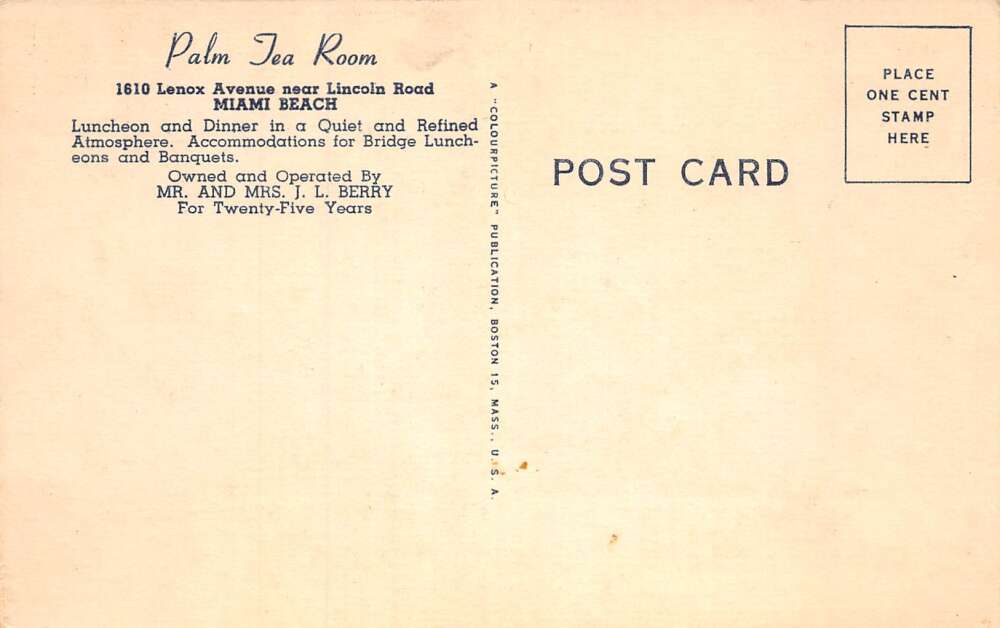 Palm Tea Room
1610 Lenox Avenue near Lincoln Road
MIAMI BEACH
Luncheon and Dinner in a Quiet and Refined
Atmosphere. Accommodations for Bridge Lunch-
eons and Banquets.
Owned and Operated By
MR. AND MRS. J. L. BERRY
For Twenty-Five Years
A "COLOURPICTURE" PUBLICATION, BOSTON 15, MASS., U. S. A.
POST CARD
PLACE
ONE CENT
STAMP
HERE